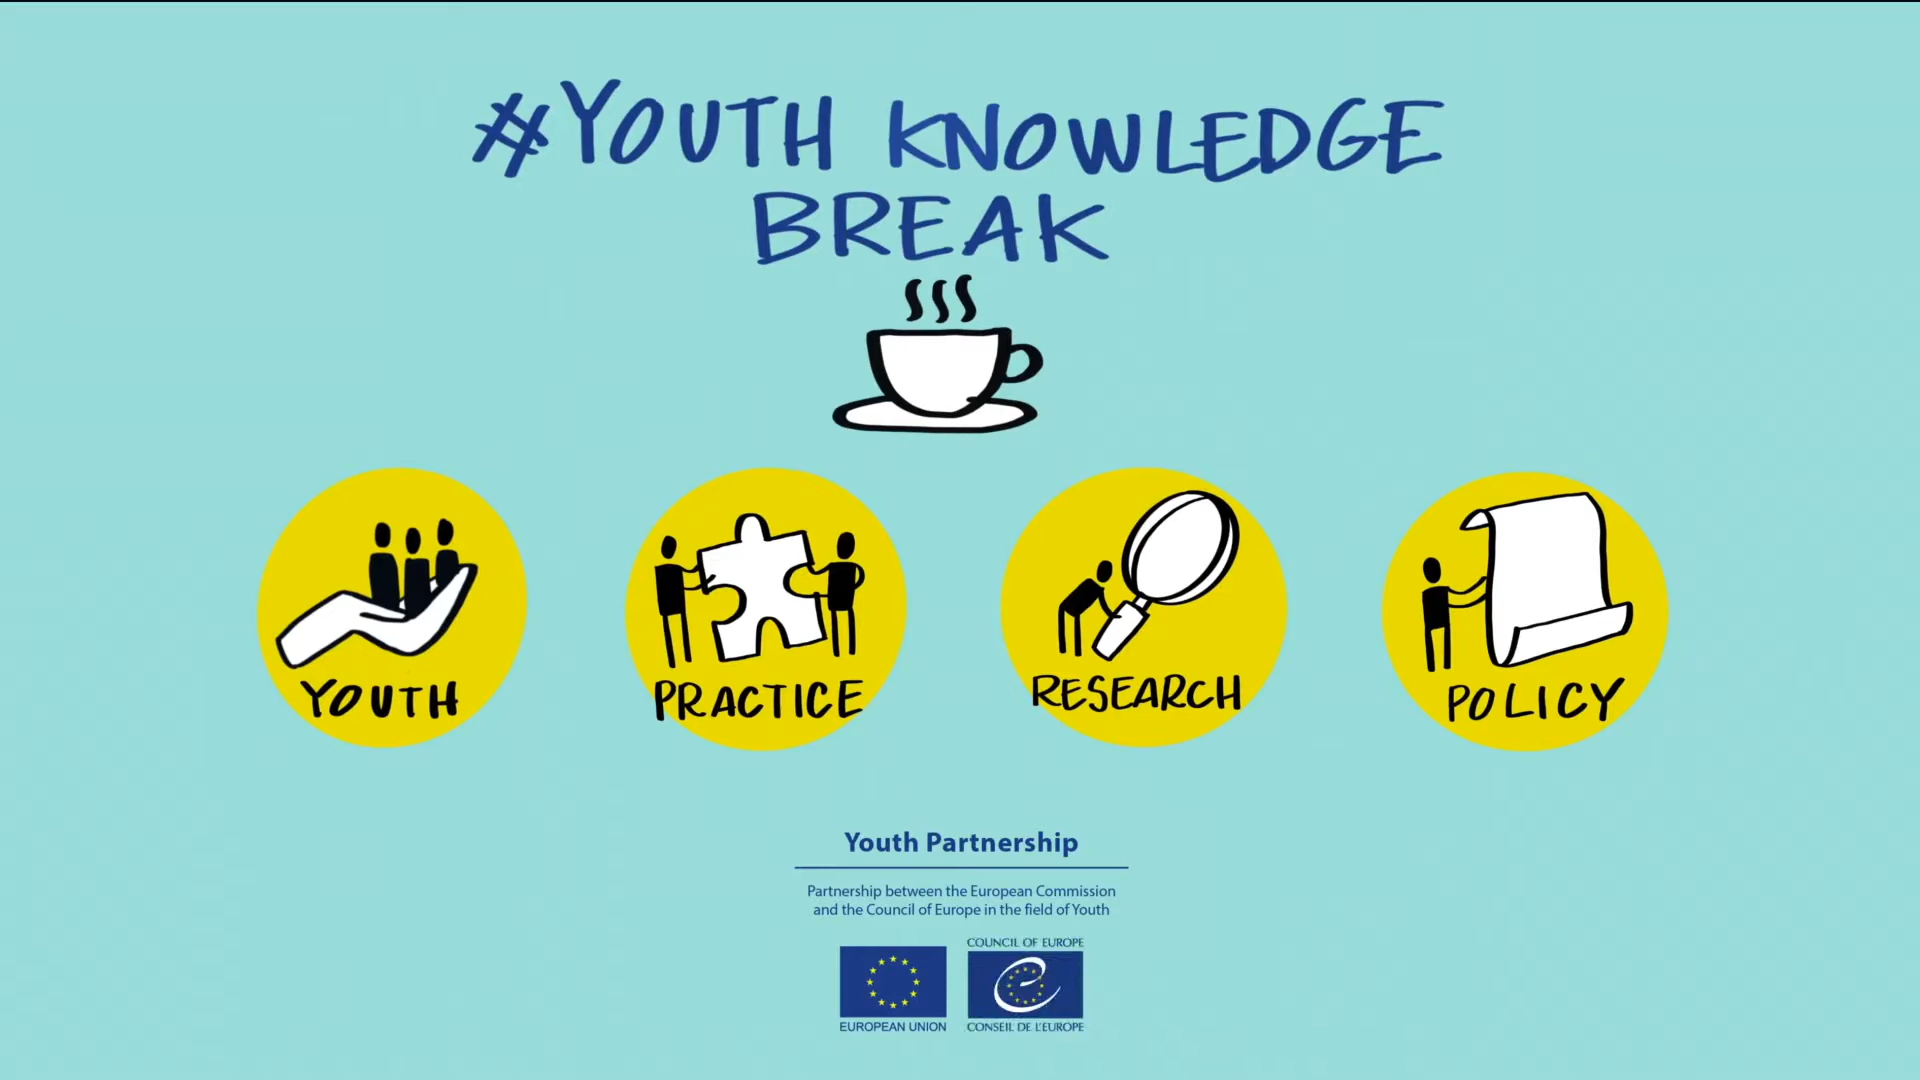 #YOUTH KNOWLEDGE
BREAK
YOUTH
PRACTICE
RESEARCH
POLICY
Youth Partnership
Partnership between the European Commission
and the Council of Europe in the field of Youth
COUNCIL OF EUROPE
EUROPEAN UNION
CONSEIL DE L'EUROPE